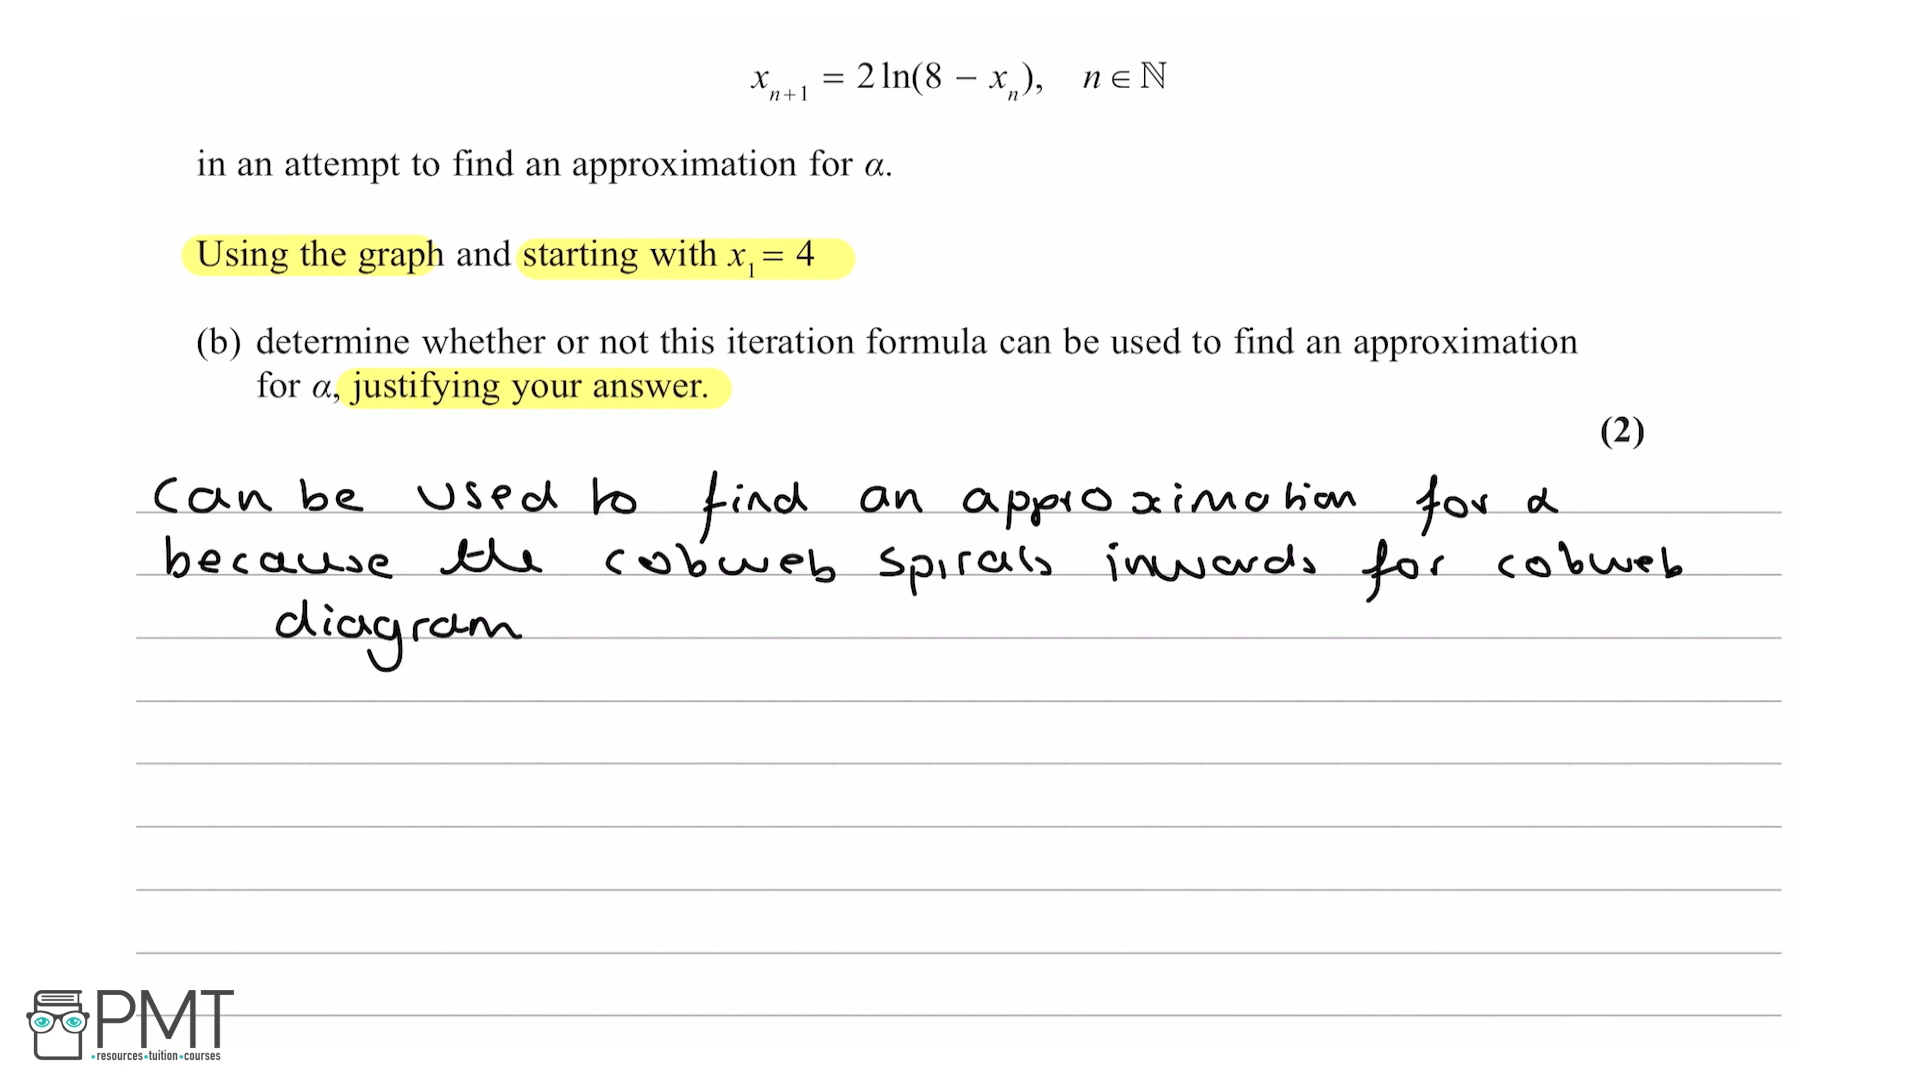 xₙ₊₁ = 2 ln(8 − xₙ), n ∈ ℕ
in an attempt to find an approximation for α.
Using the graph and starting with x₁ = 4
(b) determine whether or not this iteration formula can be used to find an approximation
for α, justifying your answer.
(2)
can be used to find an approximation for α
because the cobweb spirals inwards for cobweb
diagram
PMT
•resources•tuition•courses